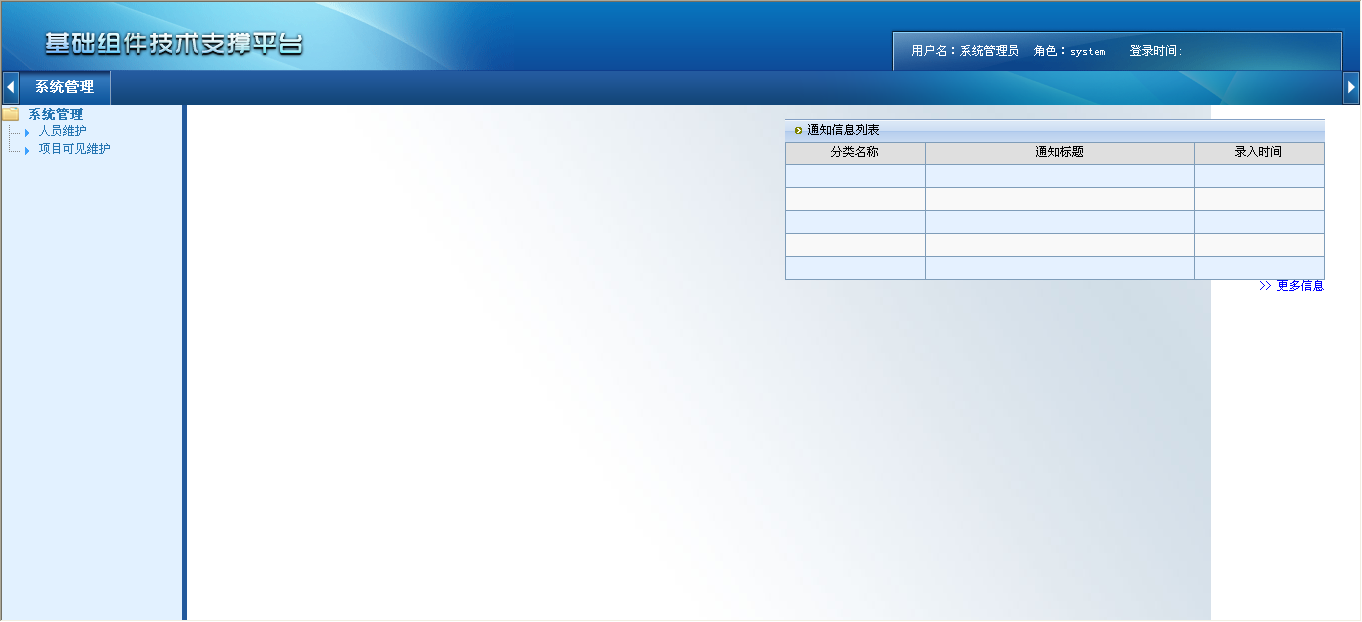 基础组件技术支撑平台
用户名：系统管理员 角色：system 登录时间:
系统管理
系统管理
人员维护
项目可见维护
通知信息列表
分类名称 通知标题 录入时间
>> 更多信息